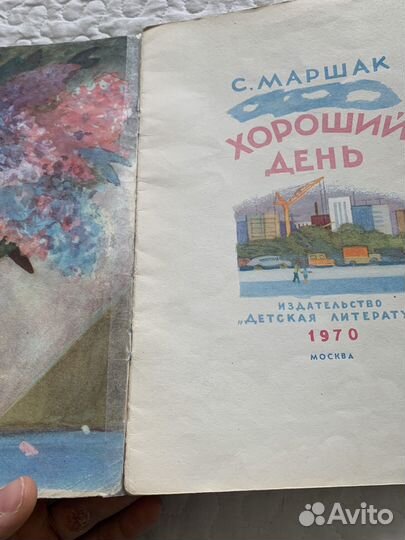 С. МАРШАК
ХОРОШИЙ
ДЕНЬ
ИЗДАТЕЛЬСТВО
„ДЕТСКАЯ ЛИТЕРАТУ
1970
МОСКВА
Avito